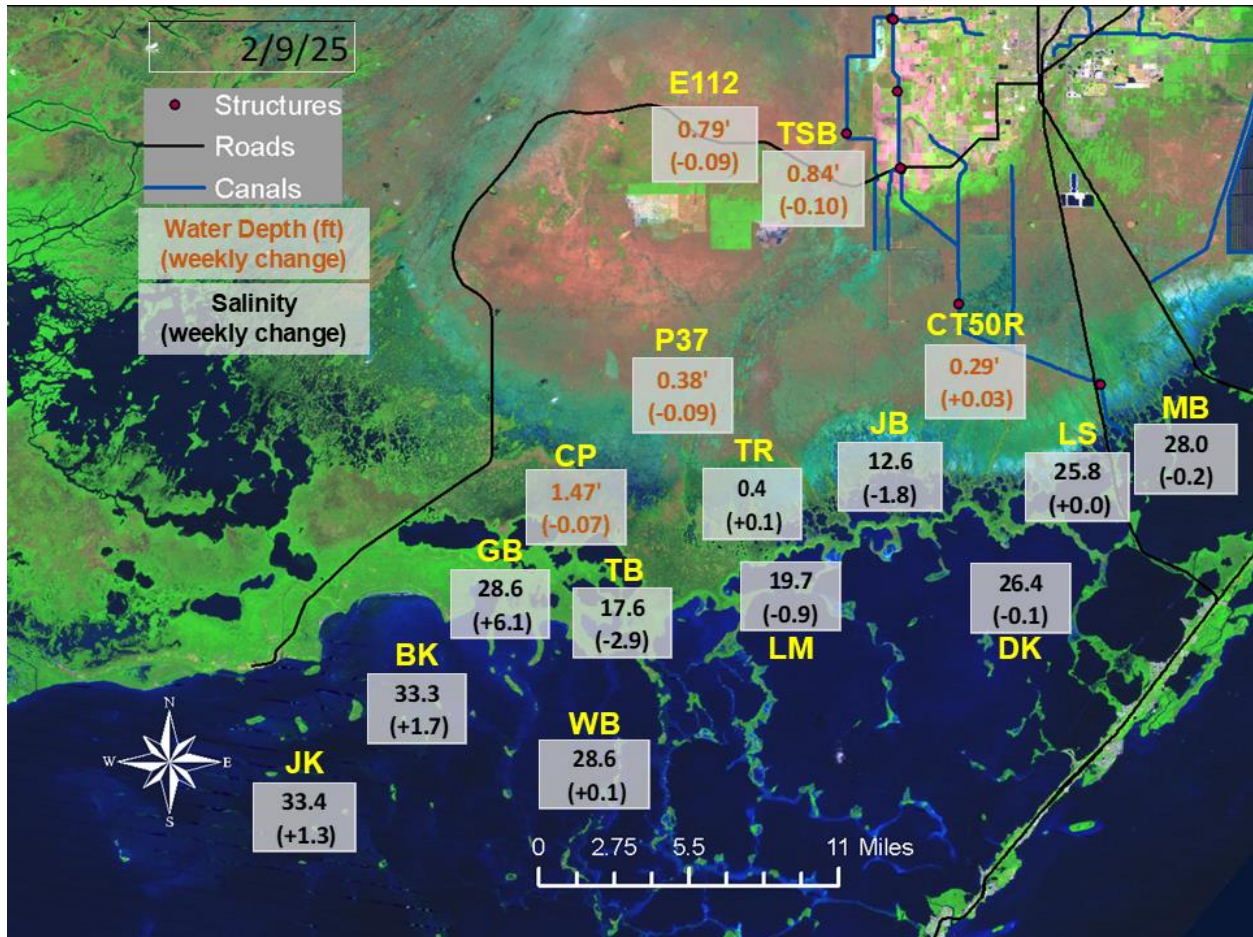 2/9/25
Structures
Roads
Canals
Water Depth (ft)
(weekly change)
Salinity
(weekly change)
E112
0.79'
(-0.09)
TSB
0.84'
(-0.10)
P37
0.38'
(-0.09)
CT50R
0.29'
(+0.03)
CP
1.47'
(-0.07)
TR
0.4
(+0.1)
JB
12.6
(-1.8)
LS
25.8
(+0.0)
MB
28.0
(-0.2)
GB
28.6
(+6.1)
TB
17.6
(-2.9)
19.7
(-0.9)
LM
26.4
(-0.1)
DK
BK
33.3
(+1.7)
WB
28.6
(+0.1)
JK
33.4
(+1.3)
N
W E
S
0 2.75 5.5 11 Miles